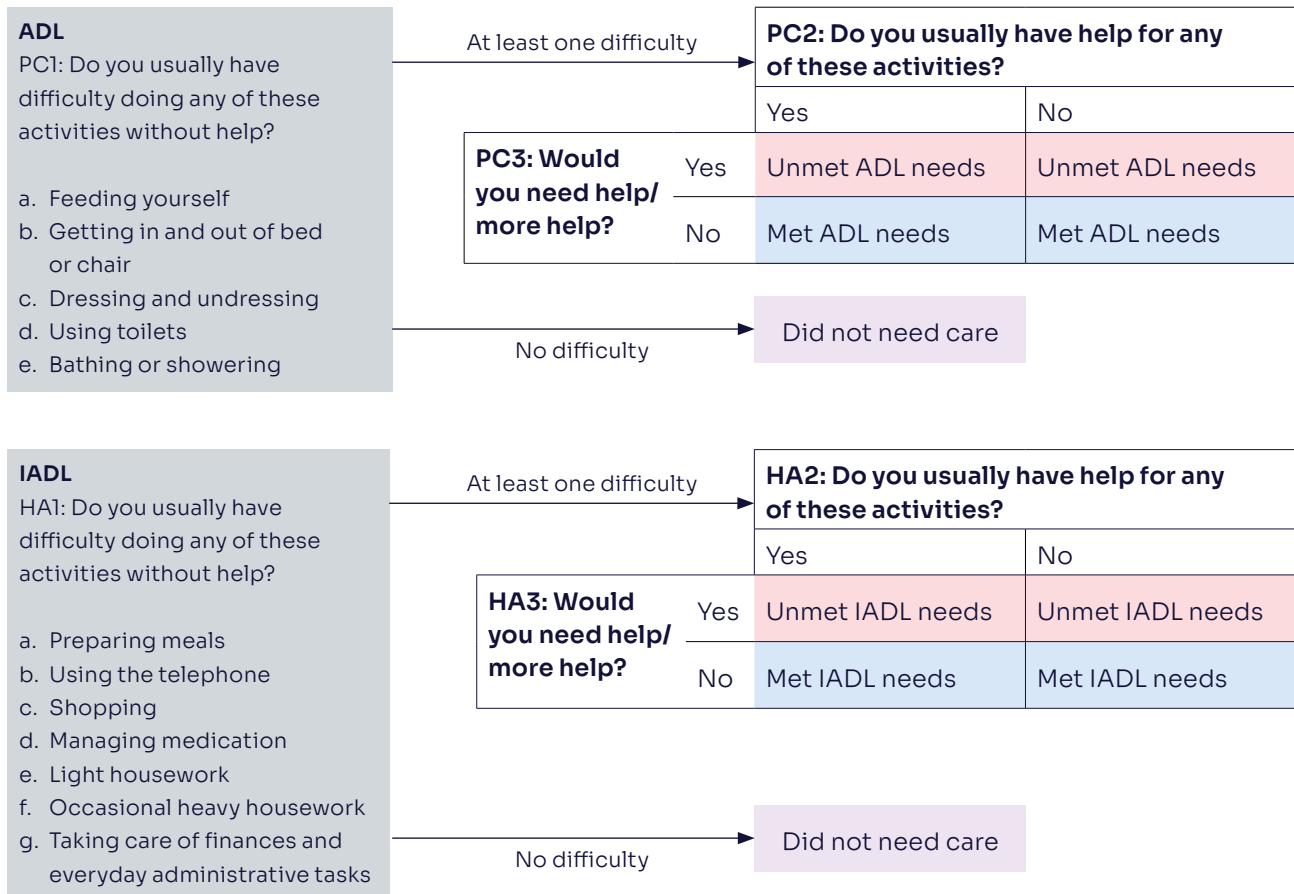 ADL
PC1: Do you usually have
difficulty doing any of these
activities without help?
a. Feeding yourself
b. Getting in and out of bed
or chair
c. Dressing and undressing
d. Using toilets
e. Bathing or showering
At least one difficulty
PC2: Do you usually have help for any
of these activities?
Yes No
PC3: Would
you need help/
more help?
Yes Unmet ADL needs Unmet ADL needs
No Met ADL needs Met ADL needs
No difficulty
Did not need care
IADL
HA1: Do you usually have
difficulty doing any of these
activities without help?
a. Preparing meals
b. Using the telephone
c. Shopping
d. Managing medication
e. Light housework
f. Occasional heavy housework
g. Taking care of finances and
everyday administrative tasks
At least one difficulty
HA2: Do you usually have help for any
of these activities?
Yes No
HA3: Would
you need help/
more help?
Yes Unmet IADL needs Unmet IADL needs
No Met IADL needs Met IADL needs
No difficulty
Did not need care